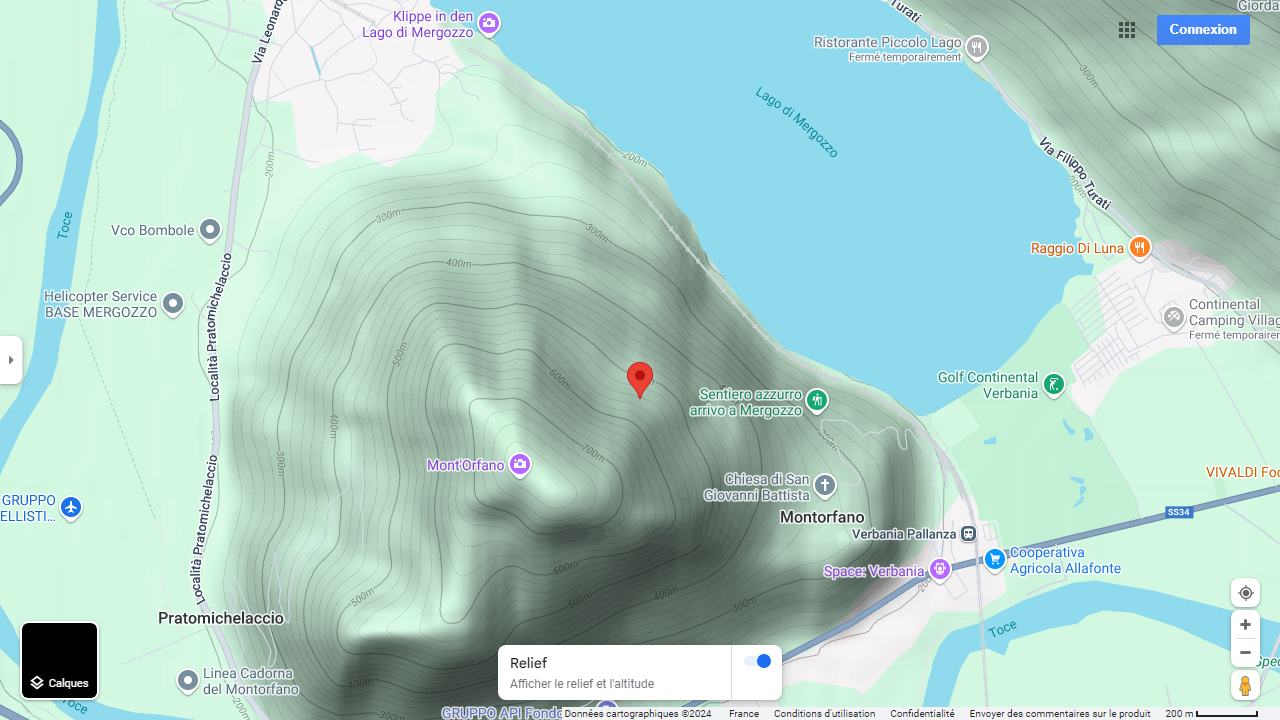 Klippe in den
Lago di Mergozzo
Via Leonardo
Turati
Giorda
Ristorante Piccolo Lago
Fermé temporairement
Connexion
300m
Lago di Mergozzo
Via Filippo Turati
200m
200m
200m
Toce
Vco Bombole
300m
300m
Raggio Di Luna
400m
Località Pratomichelaccio
Helicopter Service
BASE MERGOZZO
Continental
Camping Villag
Fermé temporairement
500m
600m
Golf Continental
Verbania
Sentiero azzurro
arrivo a Mergozzo
400m
300m
300m
700m
Mont'Orfano
Chiesa di San
Giovanni Battista
VIVALDI Foo
GRUPPO
ELLISTI...
SS34
Montorfano
Verbania Pallanza
Località Pratomichelaccio
Cooperativa
Agricola Allafonte
Space: Verbania
200
600m
500m
500m
400m
300m
Pratomichelaccio
Toce
Relief
Afficher le relief et l'altitude
Spec
Linea Cadorna
del Montorfano
400m
Calques
Toce
GRUPPO API Fondo
Données cartographiques ©2024
France
Conditions d'utilisation
Confidentialité
Envoyer des commentaires sur le produit
200 m